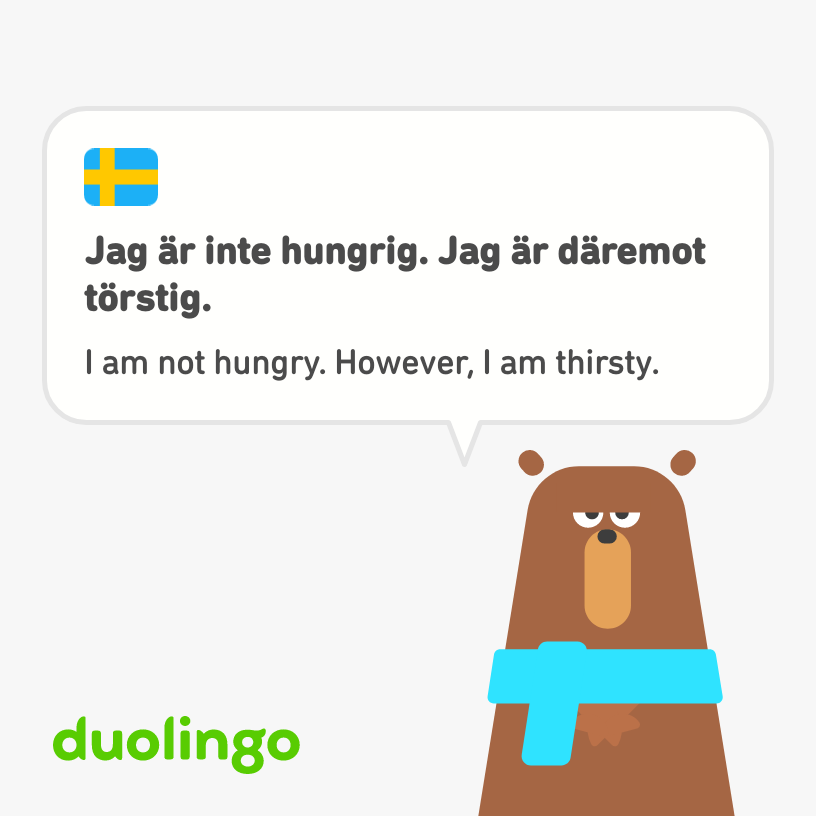 Jag är inte hungrig. Jag är däremot
törstig.
I am not hungry. However, I am thirsty.
duolingo